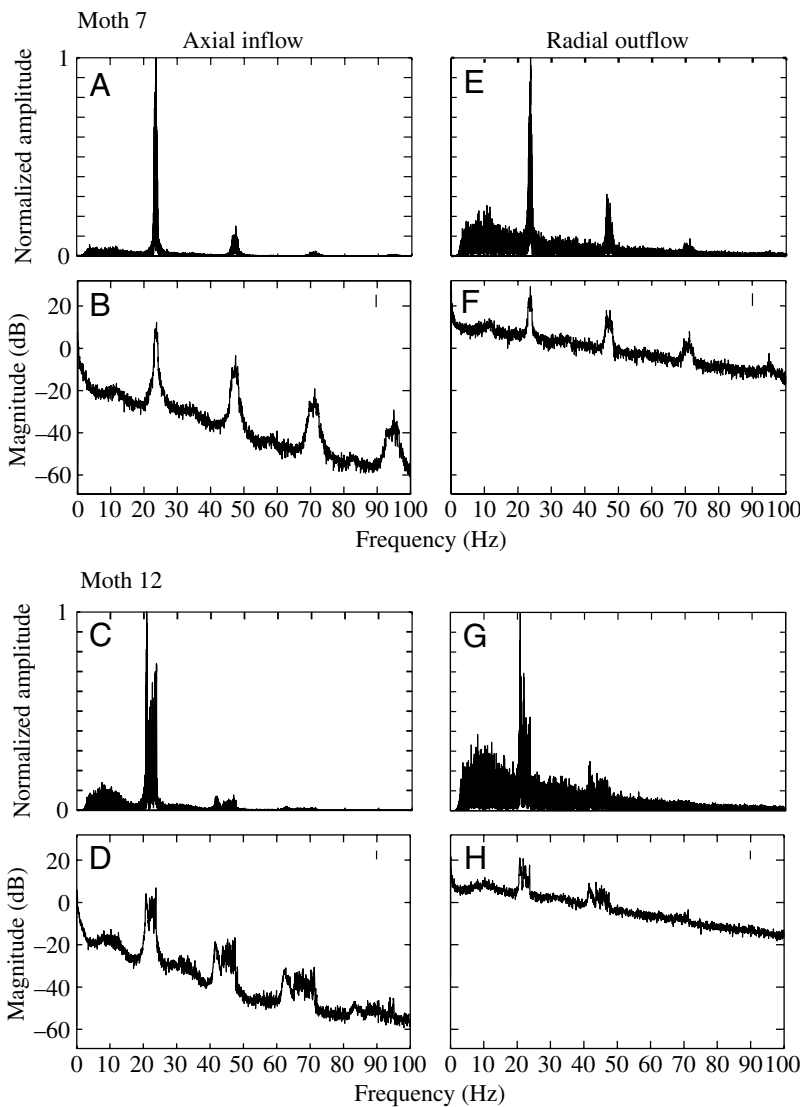 Moth 7
Axial inflow
Radial outflow
A
E
Normalized amplitude
1
0
B
F
Magnitude (dB)
20
0
–20
–40
–60
0 10 20 30 40 50 60 70 80 90 100
0 10 20 30 40 50 60 70 80 90 100
Frequency (Hz)
Moth 12
C
G
Normalized amplitude
1
0
D
H
Magnitude (dB)
20
0
–20
–40
–60
0 10 20 30 40 50 60 70 80 90 100
0 10 20 30 40 50 60 70 80 90 100
Frequency (Hz)